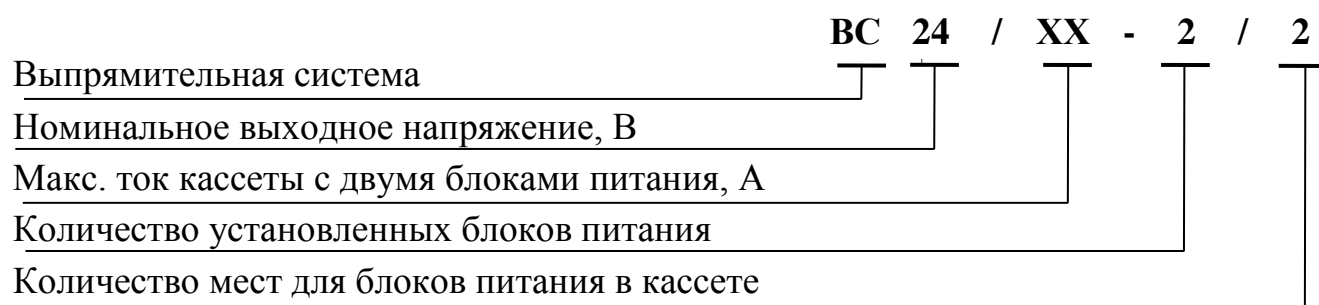 ВС 24 / ХХ - 2 / 2
Выпрямительная система
Номинальное выходное напряжение, В
Макс. ток кассеты с двумя блоками питания, А
Количество установленных блоков питания
Количество мест для блоков питания в кассете